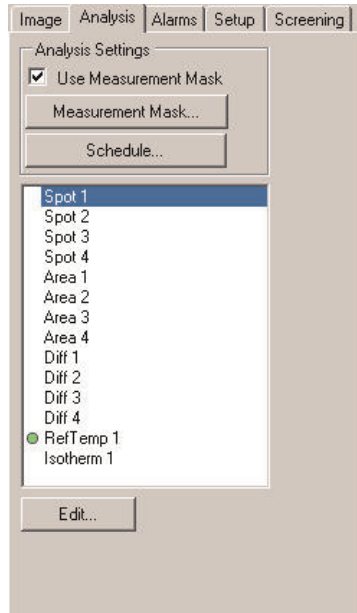 Image Analysis Alarms Setup Screening
Analysis Settings
Use Measurement Mask
Measurement Mask...
Schedule...
Spot 1
Spot 2
Spot 3
Spot 4
Area 1
Area 2
Area 3
Area 4
Diff 1
Diff 2
Diff 3
Diff 4
RefTemp 1
Isotherm 1
Edit...